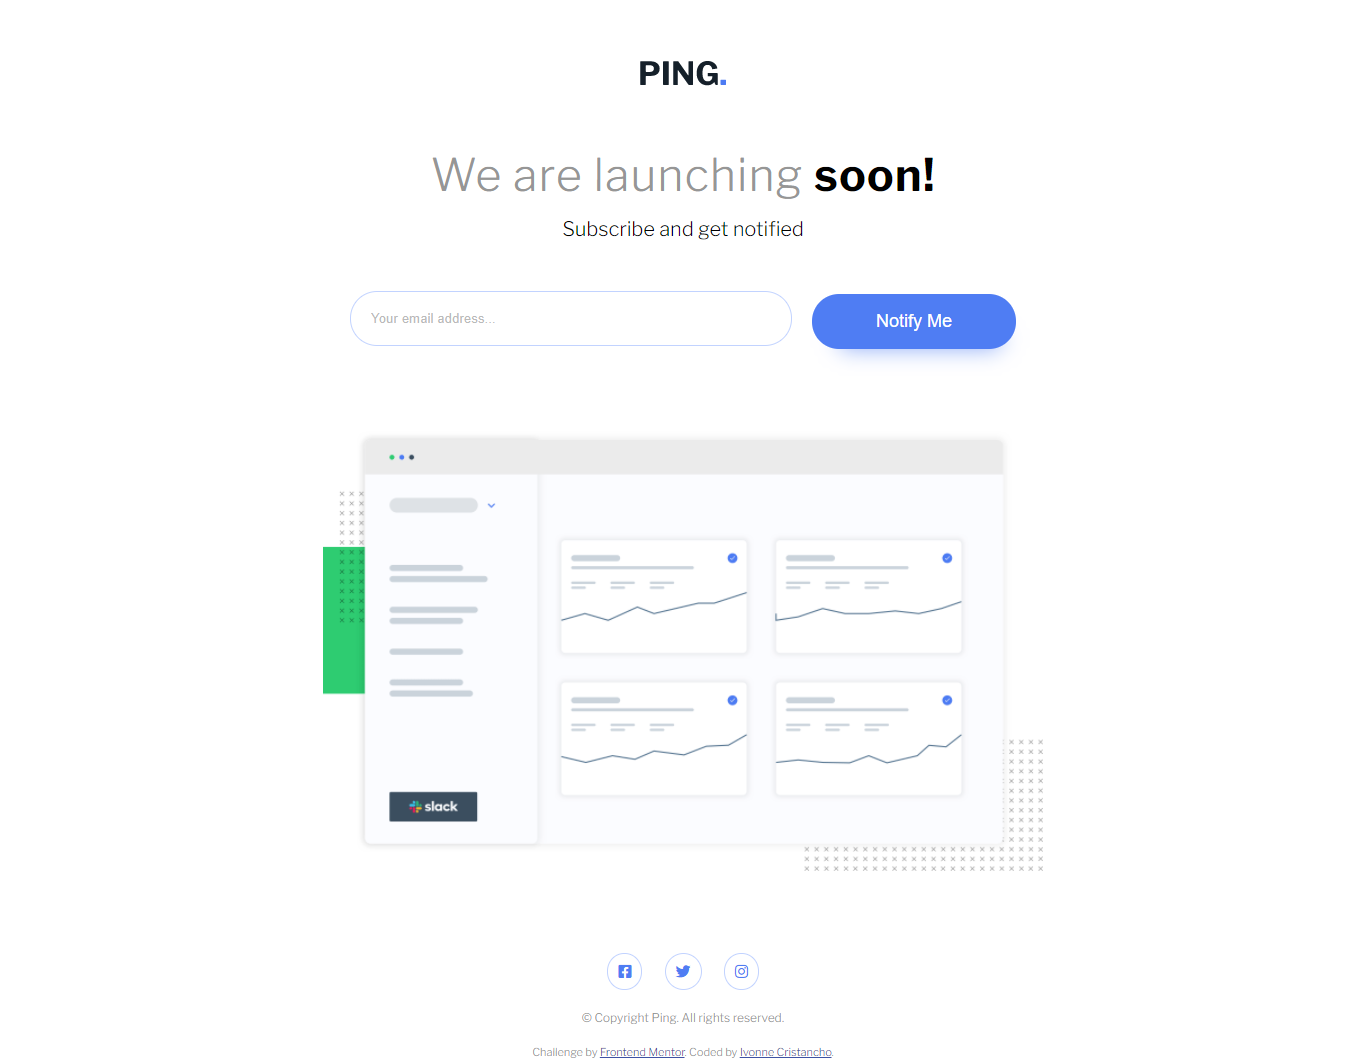 PING.
We are launching soon!
Subscribe and get notified
Your email address...
Notify Me
slack
© Copyright Ping. All rights reserved.
Challenge by Frontend Mentor. Coded by Ivonne Cristancho.